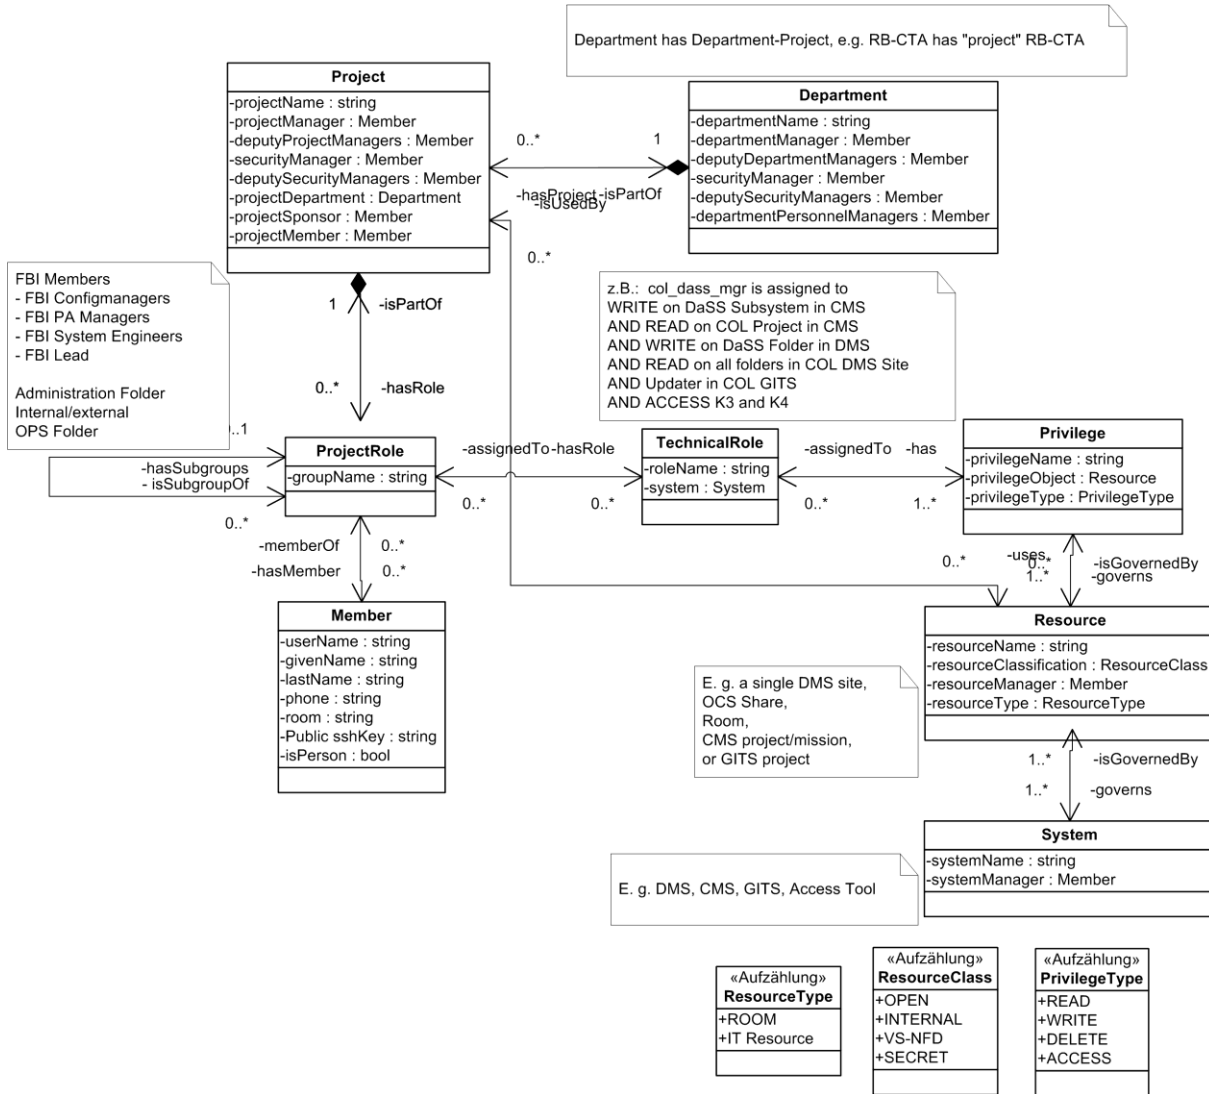 Department has Department-Project, e.g. RB-CTA has "project" RB-CTA
Project
-projectName : string
-projectManager : Member
-deputyProjectManagers : Member
-securityManager : Member
-deputySecurityManagers : Member
-projectDepartment : Department
-projectSponsor : Member
-projectMember : Member
Department
-departmentName : string
-departmentManager : Member
-deputyDepartmentManagers : Member
-securityManager : Member
-deputySecurityManagers : Member
-departmentPersonnelManagers : Member
0..*
1
-hasProject
-isPartOf
-isUsedBy
0..*
FBI Members
- FBI Configmanagers
- FBI PA Managers
- FBI System Engineers
- FBI Lead
Administration Folder
Internal/external
OPS Folder
1
-isPartOf
0..*
-hasRole
z.B.: col_dass_mgr is assigned to
WRITE on DaSS Subsystem in CMS
AND READ on COL Project in CMS
AND WRITE on DaSS Folder in DMS
AND READ on all folders in COL DMS Site
AND Updater in COL GITS
AND ACCESS K3 and K4
0..1
-hasSubgroups
- isSubgroupOf
0..*
ProjectRole
-groupName : string
-assignedTo
-hasRole
0..*
0..*
TechnicalRole
-roleName : string
-system : System
-assignedTo
-has
0..*
1..*
Privilege
-privilegeName : string
-privilegeObject : Resource
-privilegeType : PrivilegeType
-memberOf
0..*
-hasMember
0..*
0..*
-uses
0..*
-isGovernedBy
1..*
-governs
Member
-userName : string
-givenName : string
-lastName : string
-phone : string
-room : string
-Public sshKey : string
-isPerson : bool
Resource
-resourceName : string
-resourceClassification : ResourceClass
-resourceManager : Member
-resourceType : ResourceType
E. g. a single DMS site,
OCS Share,
Room,
CMS project/mission,
or GITS project
1..*
-isGovernedBy
1..*
-governs
System
-systemName : string
-systemManager : Member
E. g. DMS, CMS, GITS, Access Tool
«Aufzählung»
ResourceType
+ROOM
+IT Resource
«Aufzählung»
ResourceClass
+OPEN
+INTERNAL
+VS-NFD
+SECRET
«Aufzählung»
PrivilegeType
+READ
+WRITE
+DELETE
+ACCESS